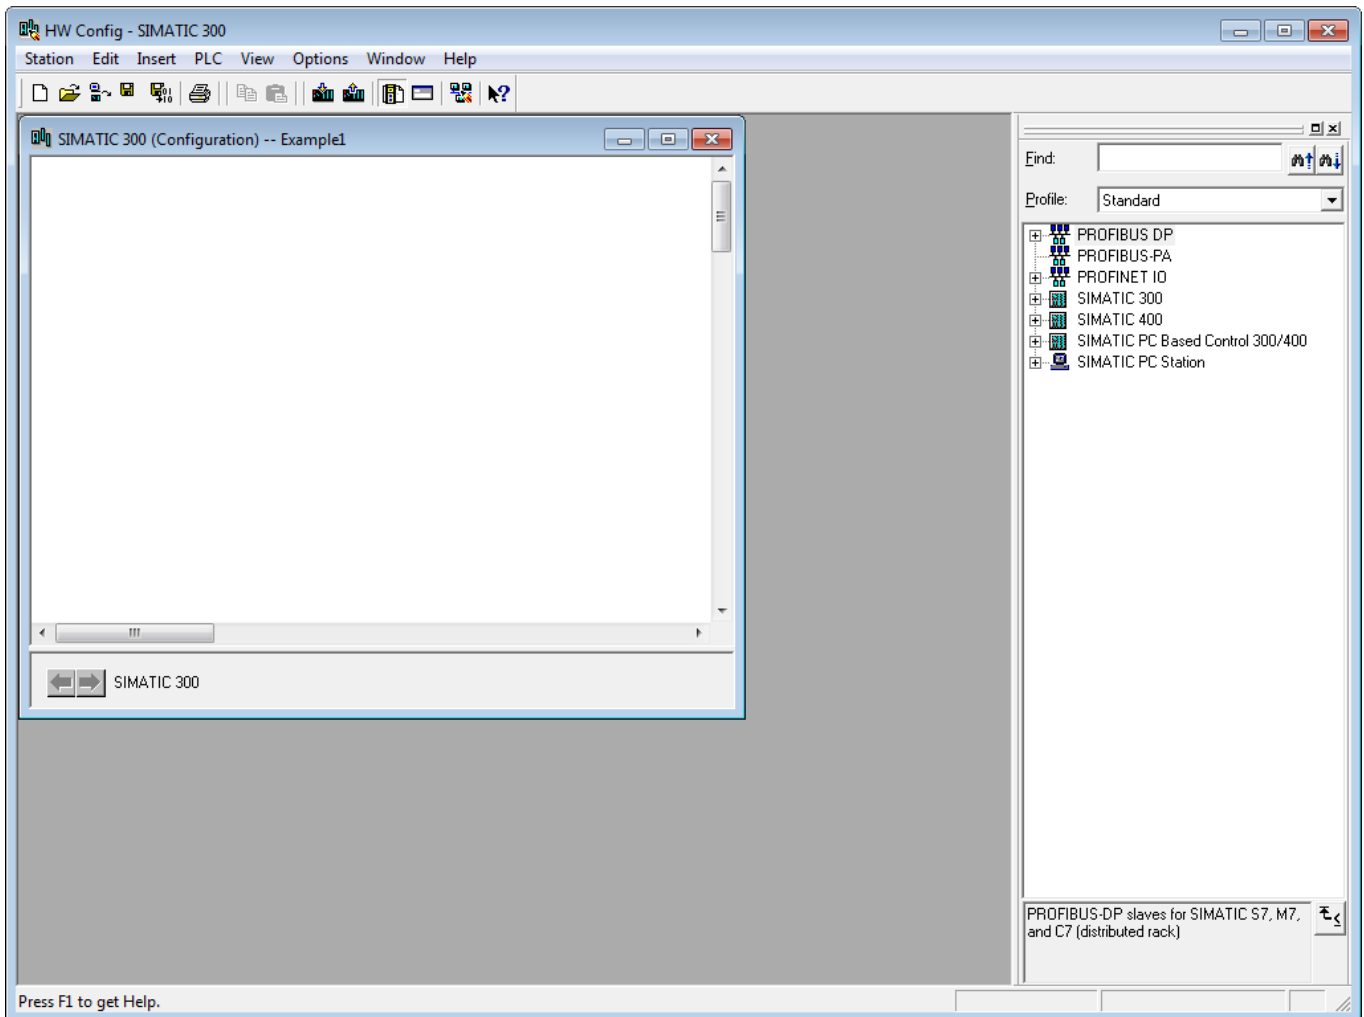 HW Config - SIMATIC 300
Station Edit Insert PLC View Options Window Help
SIMATIC 300 (Configuration) -- Example1
SIMATIC 300
Find:
Profile: Standard
PROFIBUS DP
PROFIBUS-PA
PROFINET IO
SIMATIC 300
SIMATIC 400
SIMATIC PC Based Control 300/400
SIMATIC PC Station
PROFIBUS-DP slaves for SIMATIC S7, M7,
and C7 (distributed rack)
Press F1 to get Help.